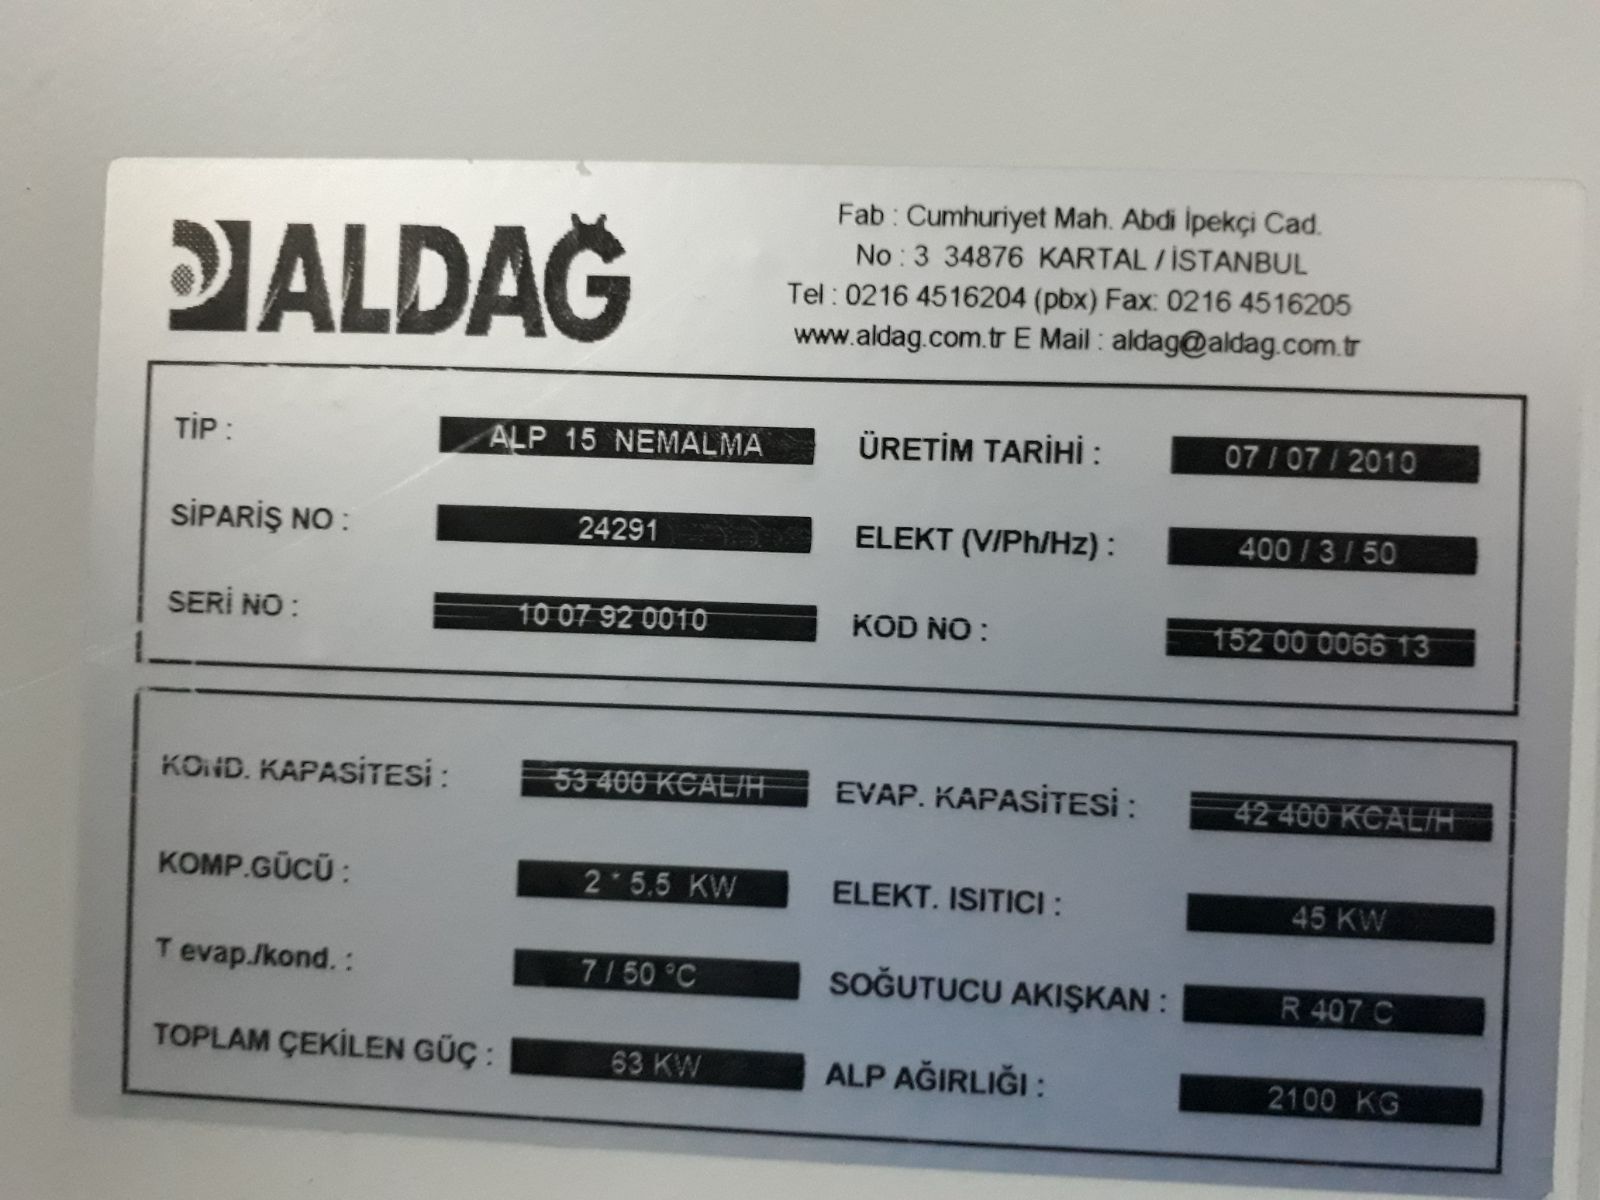 ALDAĞ
Fab : Cumhuriyet Mah. Abdi İpekçi Cad.
No : 3 34876 KARTAL / İSTANBUL
Tel : 0216 4516204 (pbx) Fax: 0216 4516205
www.aldag.com.tr E Mail : aldag@aldag.com.tr
TİP : ALP 15 NEMALMA ÜRETİM TARİHİ : 07 / 07 / 2010
SİPARİŞ NO : 24291 ELEKT (V/Ph/Hz) : 400 / 3 / 50
SERİ NO : 10 07 92 0010 KOD NO : 152 00 0066 13
KOND. KAPASİTESİ : 53 400 KCAL/H EVAP. KAPASİTESİ : 42 400 KCAL/H
KOMP.GÜCÜ : 2 * 5.5 KW ELEKT. ISITICI : 45 KW
T evap./kond. : 7 / 50 °C SOĞUTUCU AKIŞKAN : R 407 C
TOPLAM ÇEKİLEN GÜÇ : 63 KW ALP AĞIRLIĞI : 2100 KG